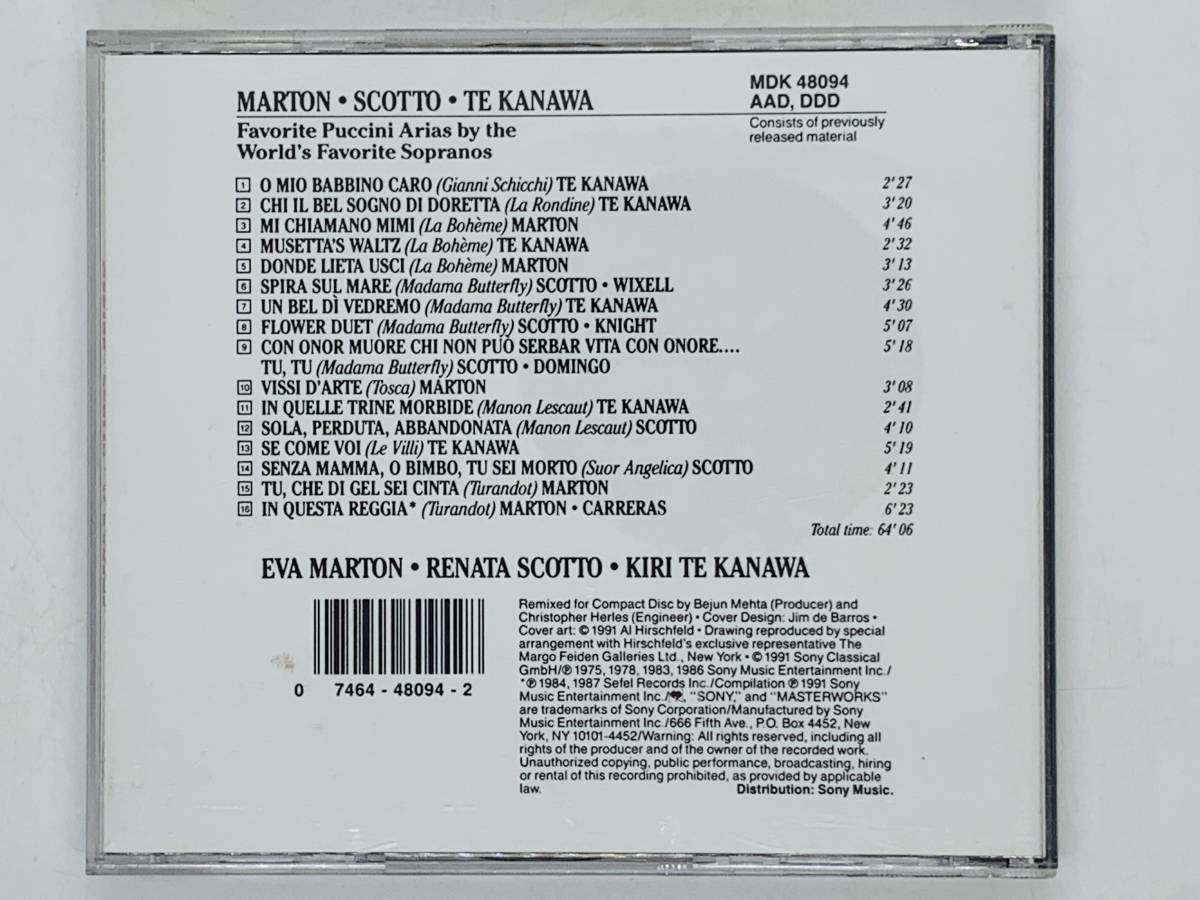 MARTON • SCOTTO • TE KANAWA
Favorite Puccini Arias by the
World's Favorite Sopranos
MDK 48094
AAD, DDD
Consists of previously
released material
1 O MIO BABBINO CARO (Gianni Schicchi) TE KANAWA 2' 27
2 CHI IL BEL SOGNO DI DORETTA (La Rondine) TE KANAWA 3' 20
3 MI CHIAMANO MIMI (La Bohème) MARTON 4' 46
4 MUSETTA'S WALTZ (La Bohème) TE KANAWA 2' 32
5 DONDE LIETA USCI (La Bohème) MARTON 3' 13
6 SPIRA SUL MARE (Madama Butterfly) SCOTTO • WIXELL 3' 26
7 UN BEL DÌ VEDREMO (Madama Butterfly) TE KANAWA 4' 30
8 FLOWER DUET (Madama Butterfly) SCOTTO • KNIGHT 5' 07
9 CON ONOR MUORE CHI NON PUÒ SERBAR VITA CON ONORE.... 5' 18
TU, TU (Madama Butterfly) SCOTTO • DOMINGO
10 VISSI D'ARTE (Tosca) MARTON 3' 08
11 IN QUELLE TRINE MORBIDE (Manon Lescaut) TE KANAWA 2' 41
12 SOLA, PERDUTA, ABBANDONATA (Manon Lescaut) SCOTTO 4' 10
13 SE COME VOI (Le Villi) TE KANAWA 5' 19
14 SENZA MAMMA, O BIMBO, TU SEI MORTO (Suor Angelica) SCOTTO 4' 11
15 TU, CHE DI GEL SEI CINTA (Turandot) MARTON 2' 23
16 IN QUESTA REGGIA* (Turandot) MARTON • CARRERAS 6' 23
Total time: 64' 06
EVA MARTON • RENATA SCOTTO • KIRI TE KANAWA
0 7464-48094-2
Remixed for Compact Disc by Bejun Mehta (Producer) and
Christopher Herles (Engineer) • Cover Design: Jim de Barros •
Cover art: © 1991 Al Hirschfeld • Drawing reproduced by special
arrangement with Hirschfeld's exclusive representative The
Margo Feiden Galleries Ltd., New York • © 1991 Sony Classical
GmbH/℗ 1975, 1978, 1983, 1986 Sony Music Entertainment Inc./
*℗ 1984, 1987 Sefel Records Inc./Compilation ℗ 1991 Sony
Music Entertainment Inc./ , "SONY," and "MASTERWORKS"
are trademarks of Sony Corporation/Manufactured by Sony
Music Entertainment Inc./666 Fifth Ave., P.O. Box 4452, New
York, NY 10101-4452/Warning: All rights reserved, including all
rights of the producer and of the owner of the recorded work.
Unauthorized copying, public performance, broadcasting, hiring
or rental of this recording prohibited, as provided by applicable
law. Distribution: Sony Music.